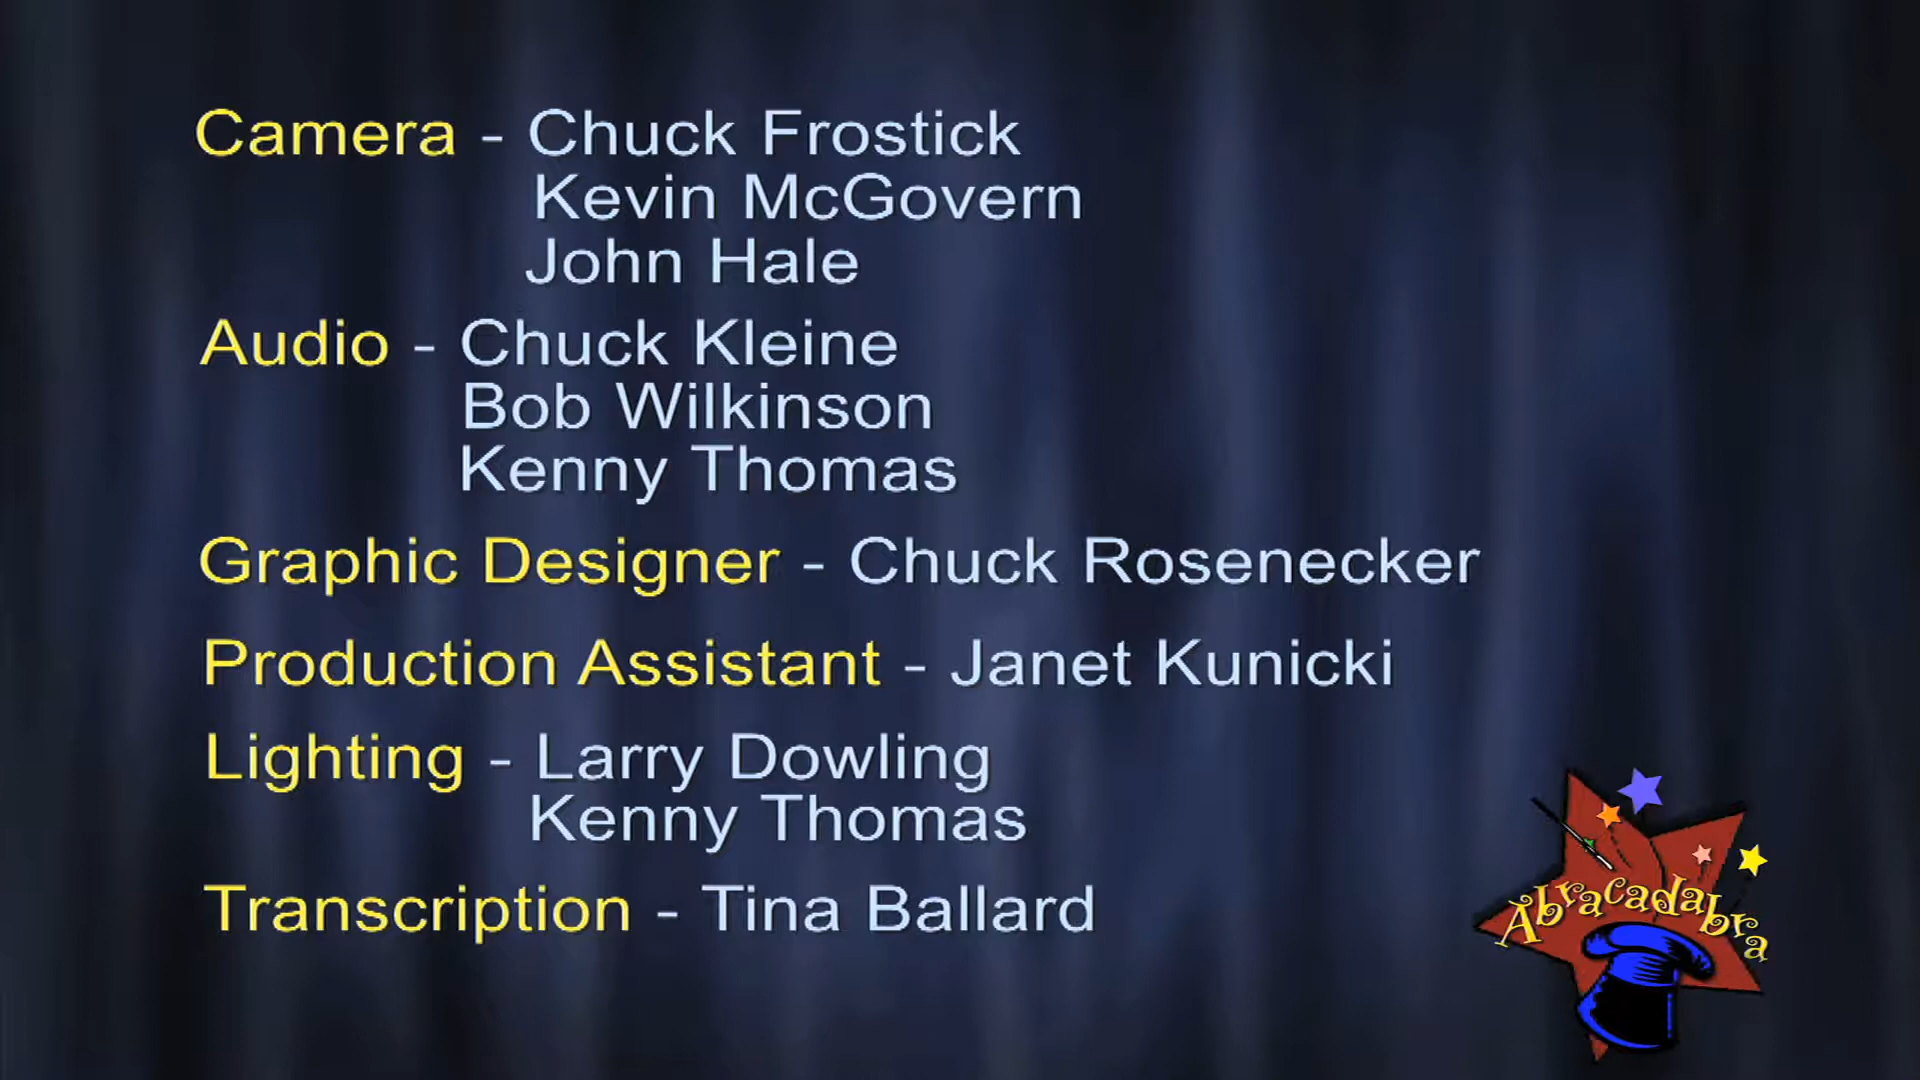 Camera - Chuck Frostick
Kevin McGovern
John Hale
Audio - Chuck Kleine
Bob Wilkinson
Kenny Thomas
Graphic Designer - Chuck Rosenecker
Production Assistant - Janet Kunicki
Lighting - Larry Dowling
Kenny Thomas
Transcription - Tina Ballard
Abracadabra